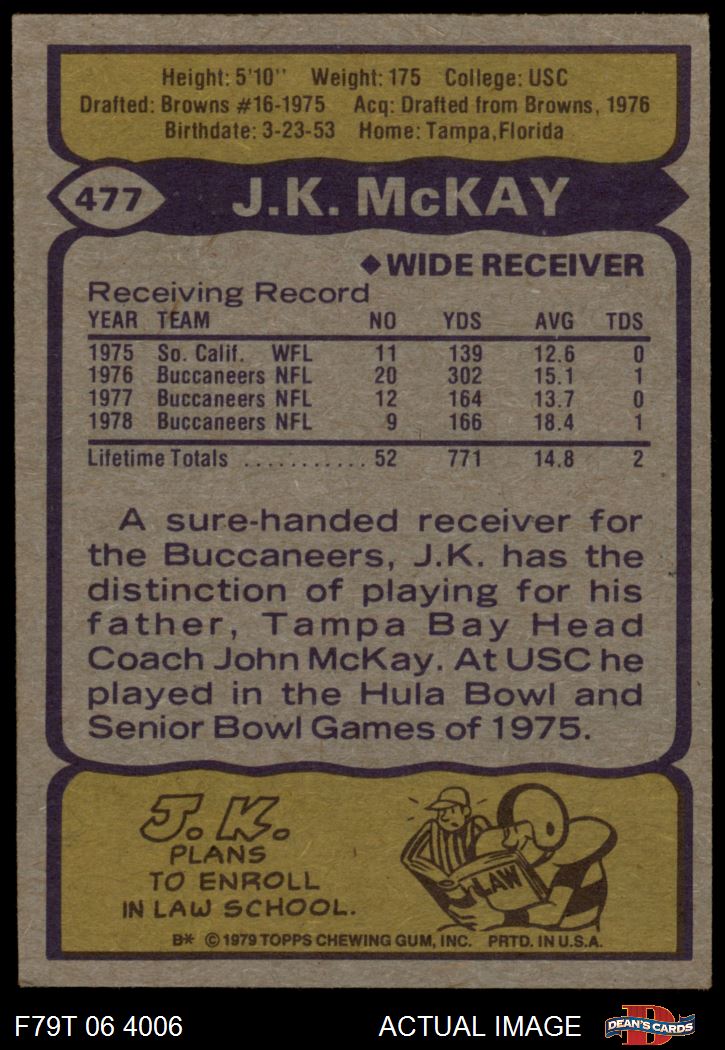 Height: 5'10'' Weight: 175 College: USC
Drafted: Browns #16-1975 Acq: Drafted from Browns, 1976
Birthdate: 3-23-53 Home: Tampa, Florida
477 J.K. McKAY
◆WIDE RECEIVER
Receiving Record
YEAR TEAM NO YDS AVG TDS
1975 So. Calif. WFL 11 139 12.6 0
1976 Buccaneers NFL 20 302 15.1 1
1977 Buccaneers NFL 12 164 13.7 0
1978 Buccaneers NFL 9 166 18.4 1
Lifetime Totals ........... 52 771 14.8 2
A sure-handed receiver for
the Buccaneers, J.K. has the
distinction of playing for his
father, Tampa Bay Head
Coach John McKay. At USC he
played in the Hula Bowl and
Senior Bowl Games of 1975.
J.K.
PLANS
TO ENROLL
IN LAW SCHOOL.
LAW
B* © 1979 TOPPS CHEWING GUM, INC. PRTD. IN U.S.A.
F79T 06 4006 ACTUAL IMAGE D DEAN'S CARDS